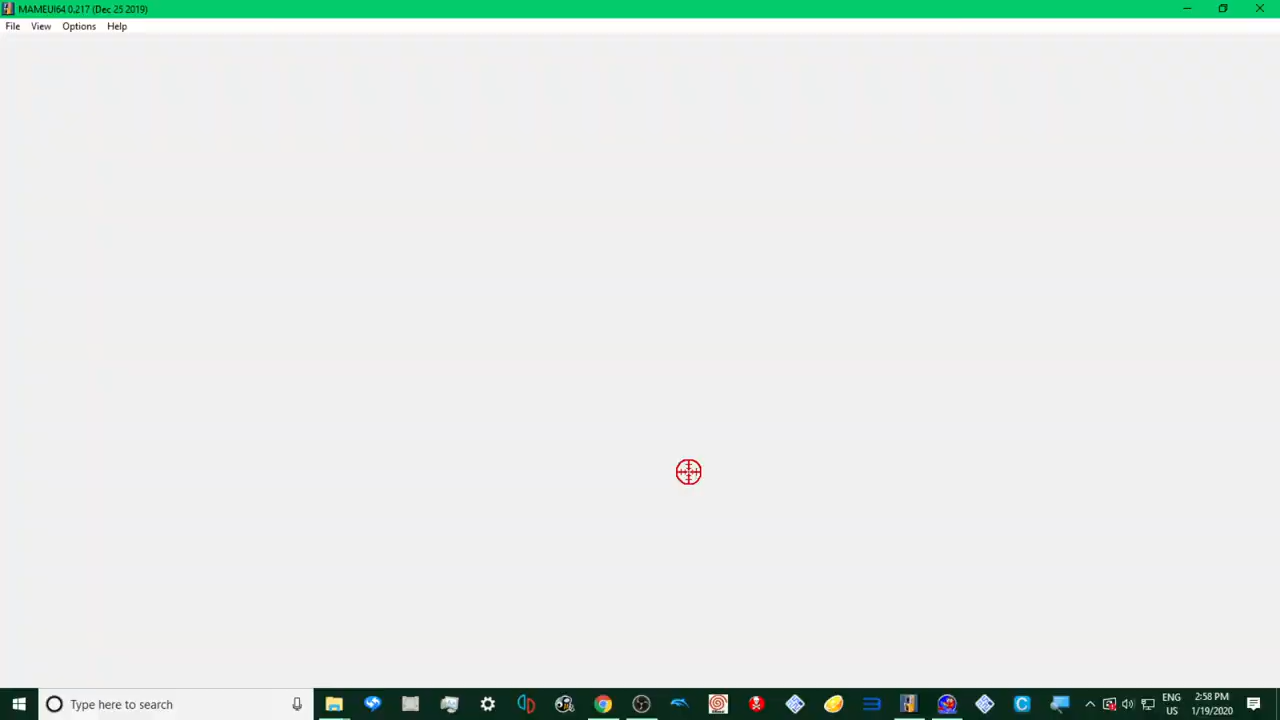 MAMEUI64 0.217 (Dec 25 2019)
File View Options Help
Type here to search
ENG
US
2:58 PM
1/19/2020